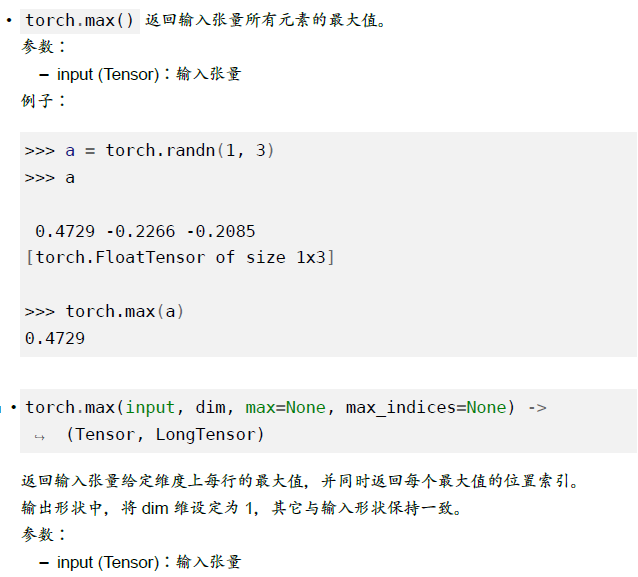 • torch.max() 返回输入张量所有元素的最大值。
参数：
– input (Tensor)：输入张量
例子：
>>> a = torch.randn(1, 3)
>>> a
0.4729 -0.2266 -0.2085
[torch.FloatTensor of size 1x3]
>>> torch.max(a)
0.4729
• torch.max(input, dim, max=None, max_indices=None) ->
↪ (Tensor, LongTensor)
返回输入张量给定维度上每行的最大值，并同时返回每个最大值的位置索引。
输出形状中，将 dim 维设定为 1，其它与输入形状保持一致。
参数：
– input (Tensor)：输入张量